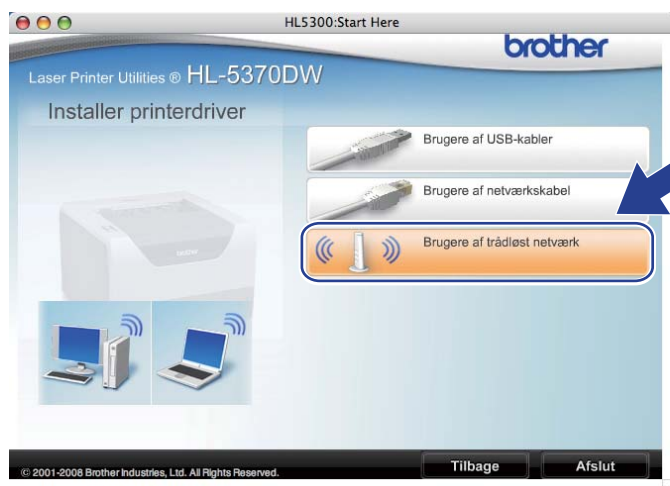 HL5300:Start Here
brother
Laser Printer Utilities ® HL-5370DW
Installer printerdriver
Brugere af USB-kabler
Brugere af netværkskabel
Brugere af trådløst netværk
© 2001-2008 Brother Industries, Ltd. All Rights Reserved.
Tilbage
Afslut